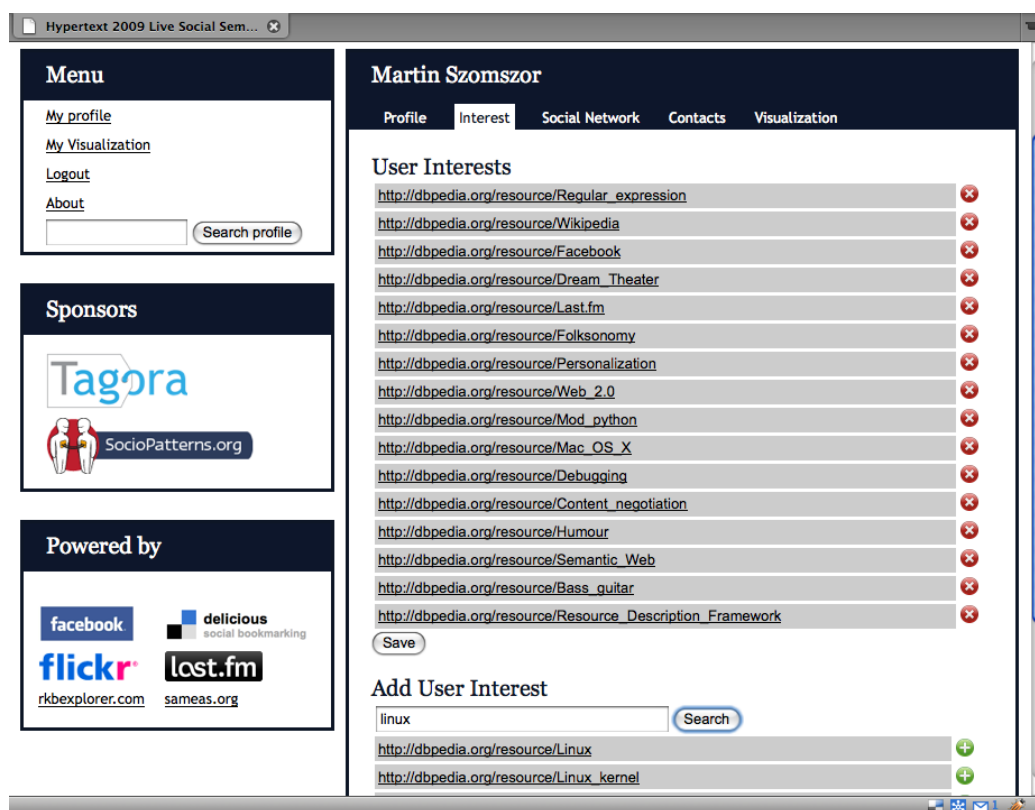 Hypertext 2009 Live Social Sem...
Menu
My profile
My Visualization
Logout
About
Search profile
Sponsors
Tagora
SocioPatterns.org
Powered by
facebook
delicious
social bookmarking
flickr
last.fm
rkbexplorer.com
sameas.org
Martin Szomszor
Profile Interest Social Network Contacts Visualization
User Interests
http://dbpedia.org/resource/Regular_expression
http://dbpedia.org/resource/Wikipedia
http://dbpedia.org/resource/Facebook
http://dbpedia.org/resource/Dream_Theater
http://dbpedia.org/resource/Last.fm
http://dbpedia.org/resource/Folksonomy
http://dbpedia.org/resource/Personalization
http://dbpedia.org/resource/Web_2.0
http://dbpedia.org/resource/Mod_python
http://dbpedia.org/resource/Mac_OS_X
http://dbpedia.org/resource/Debugging
http://dbpedia.org/resource/Content_negotiation
http://dbpedia.org/resource/Humour
http://dbpedia.org/resource/Semantic_Web
http://dbpedia.org/resource/Bass_guitar
http://dbpedia.org/resource/Resource_Description_Framework
Save
Add User Interest
linux Search
http://dbpedia.org/resource/Linux
http://dbpedia.org/resource/Linux_kernel
1